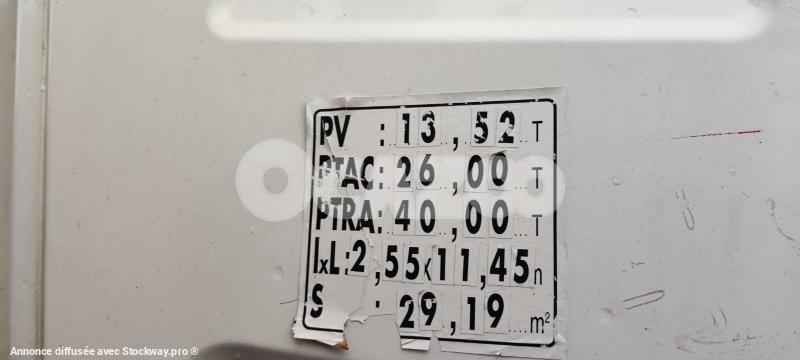 PV : 13,52 T
PTAC: 26,00 T
PTRA: 40,00 T
lxL: 2,55x11,45m
S : 29,19 m²
Annonce diffusée avec Stockway.pro ®